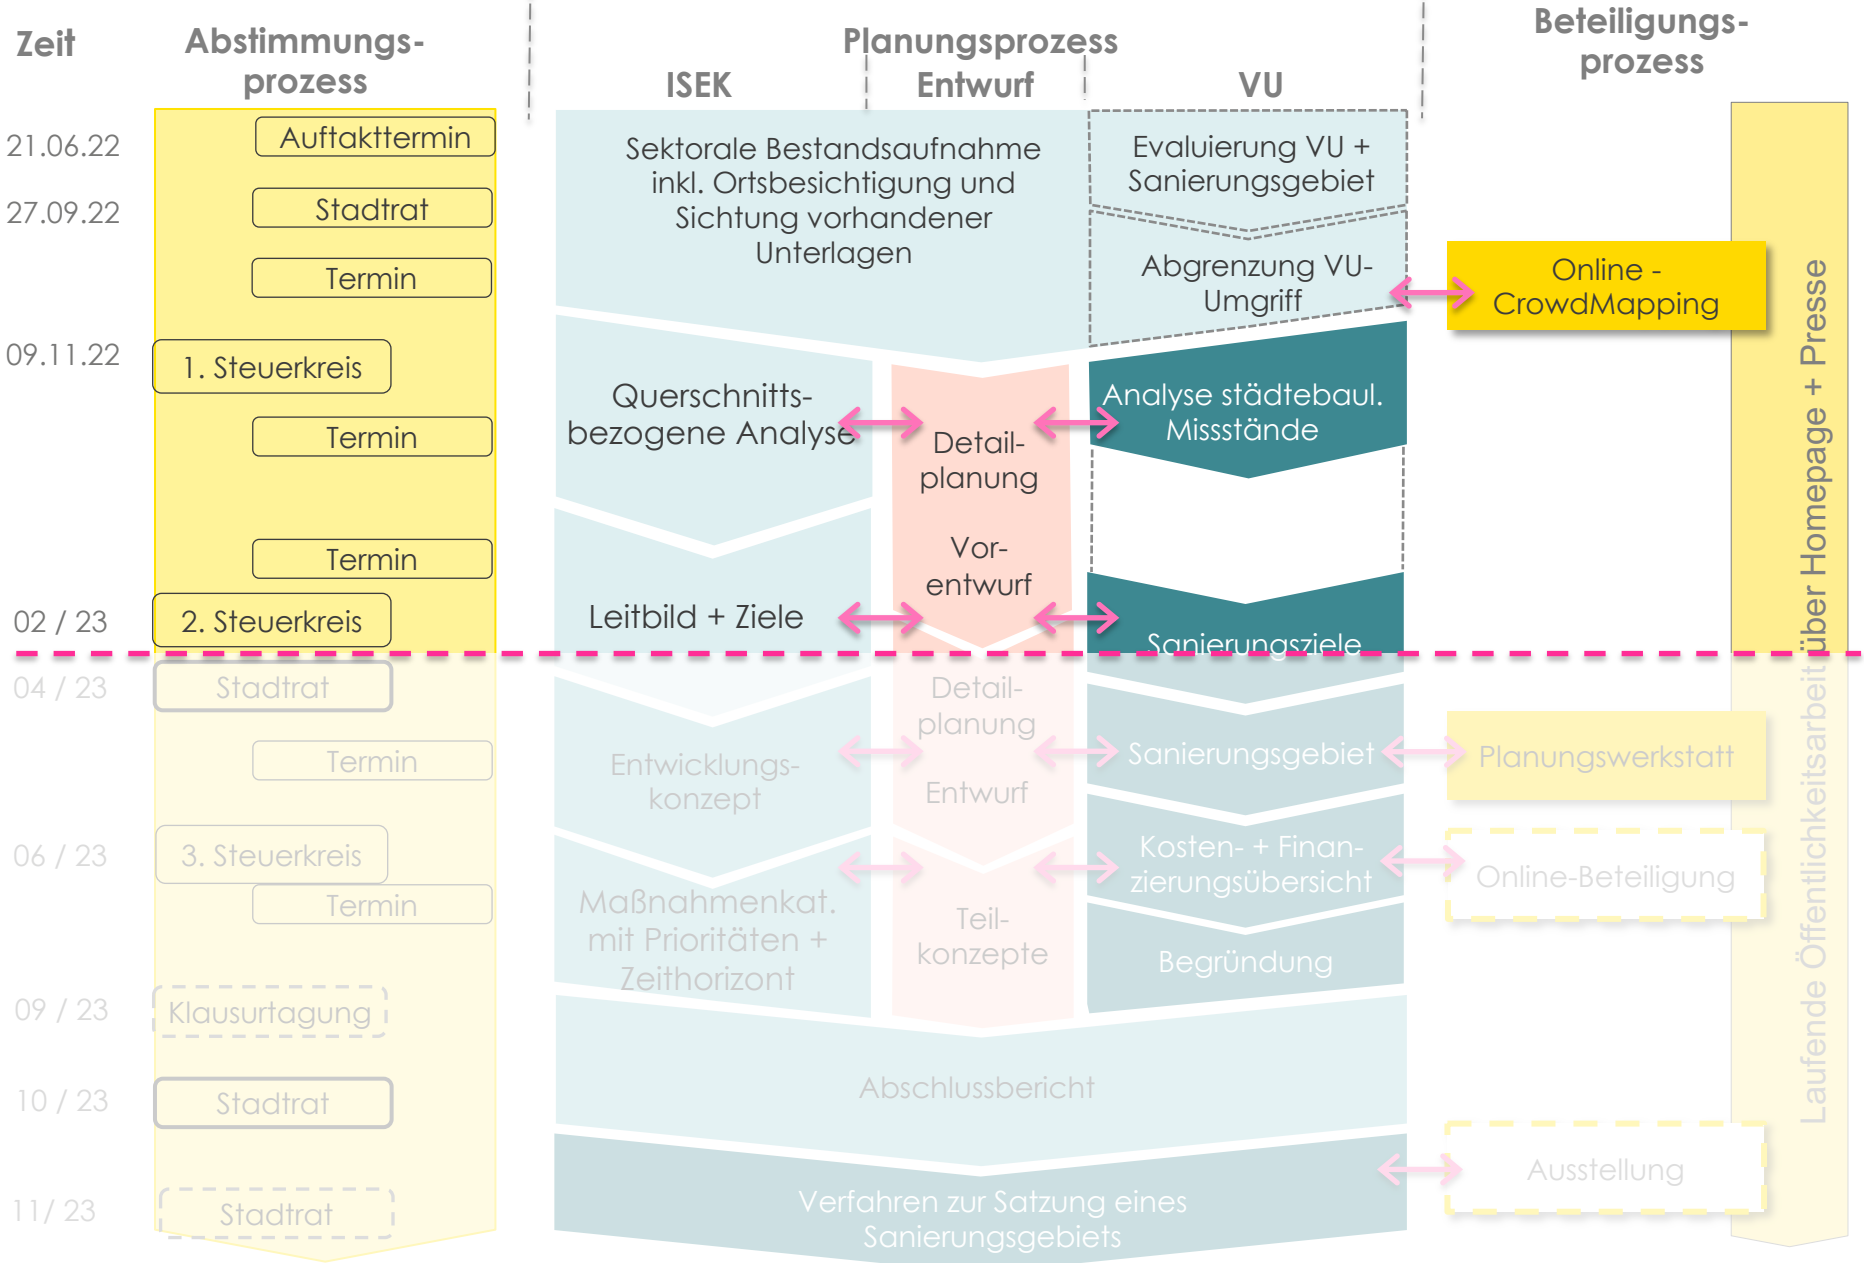 Zeit
Abstimmungs-
prozess
Planungsprozess
ISEK
Entwurf
VU
Beteiligungs-
prozess
21.06.22
27.09.22
09.11.22
02 / 23
04 / 23
06 / 23
09 / 23
10 / 23
11/ 23
Auftakttermin
Stadtrat
Termin
1. Steuerkreis
Termin
Termin
2. Steuerkreis
Stadtrat
Termin
3. Steuerkreis
Termin
Klausurtagung
Stadtrat
Stadtrat
Sektorale Bestandsaufnahme
inkl. Ortsbesichtigung und
Sichtung vorhandener
Unterlagen
Querschnitts-
bezogene Analyse
Leitbild + Ziele
Entwicklungs-
konzept
Maßnahmenkat.
mit Prioritäten +
Zeithorizont
Detail-
planung
Vor-
entwurf
Detail-
planung
Entwurf
Teil-
konzepte
Evaluierung VU +
Sanierungsgebiet
Abgrenzung VU-
Umgriff
Analyse städtebaul.
Missstände
Sanierungsziele
Sanierungsgebiet
Kosten- + Finan-
zierungsübersicht
Begründung
Abschlussbericht
Verfahren zur Satzung eines
Sanierungsgebiets
Online -
CrowdMapping
Planungswerkstatt
Online-Beteiligung
Ausstellung
Laufende Öffentlichkeitsarbeit über Homepage + Presse